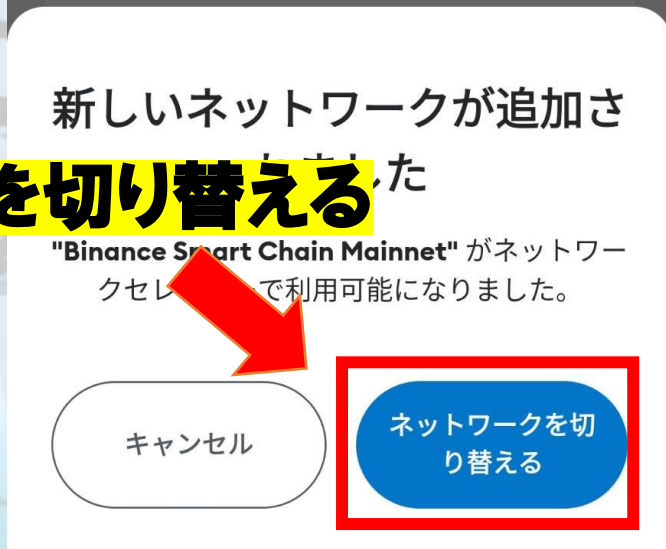 新しいネットワークが追加さ
ました
を切り替える
"Binance Smart Chain Mainnet" がネットワー
クセレ で利用可能になりました。
キャンセル
ネットワークを切
り替える